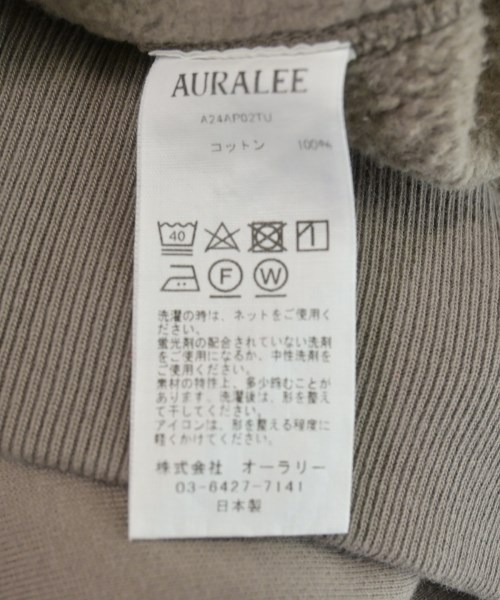 AURALEE
A24AP02TU
コットン 100%
40
F W
洗濯の時は、ネットをご使用く
ださい。
蛍光剤の配合されていない洗剤
をご使用になるか、中性洗剤を
ご使用ください。
素材の特性上、多少縮むことが
あります。洗濯後は、形を整え
て干してください。
アイロンは、形を整える程度に
軽くかけてください。
株式会社 オーラリー
03-6427-7141
日本製